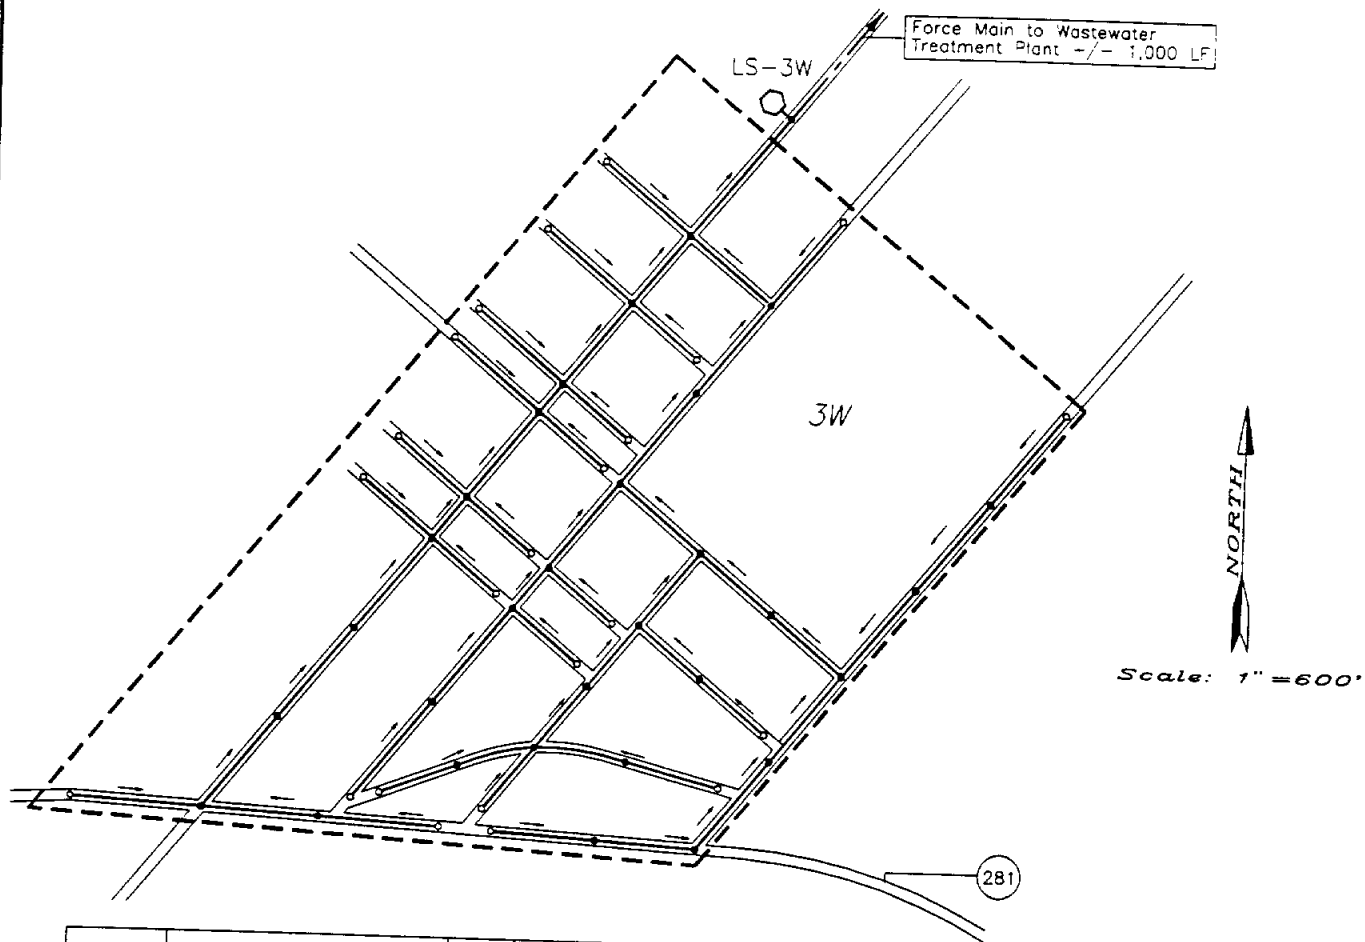 Force Main to Wastewater
Treatment Plant +/- 1,000 LF
LS-3W
3W
NORTH
Scale: 1"=600'
281